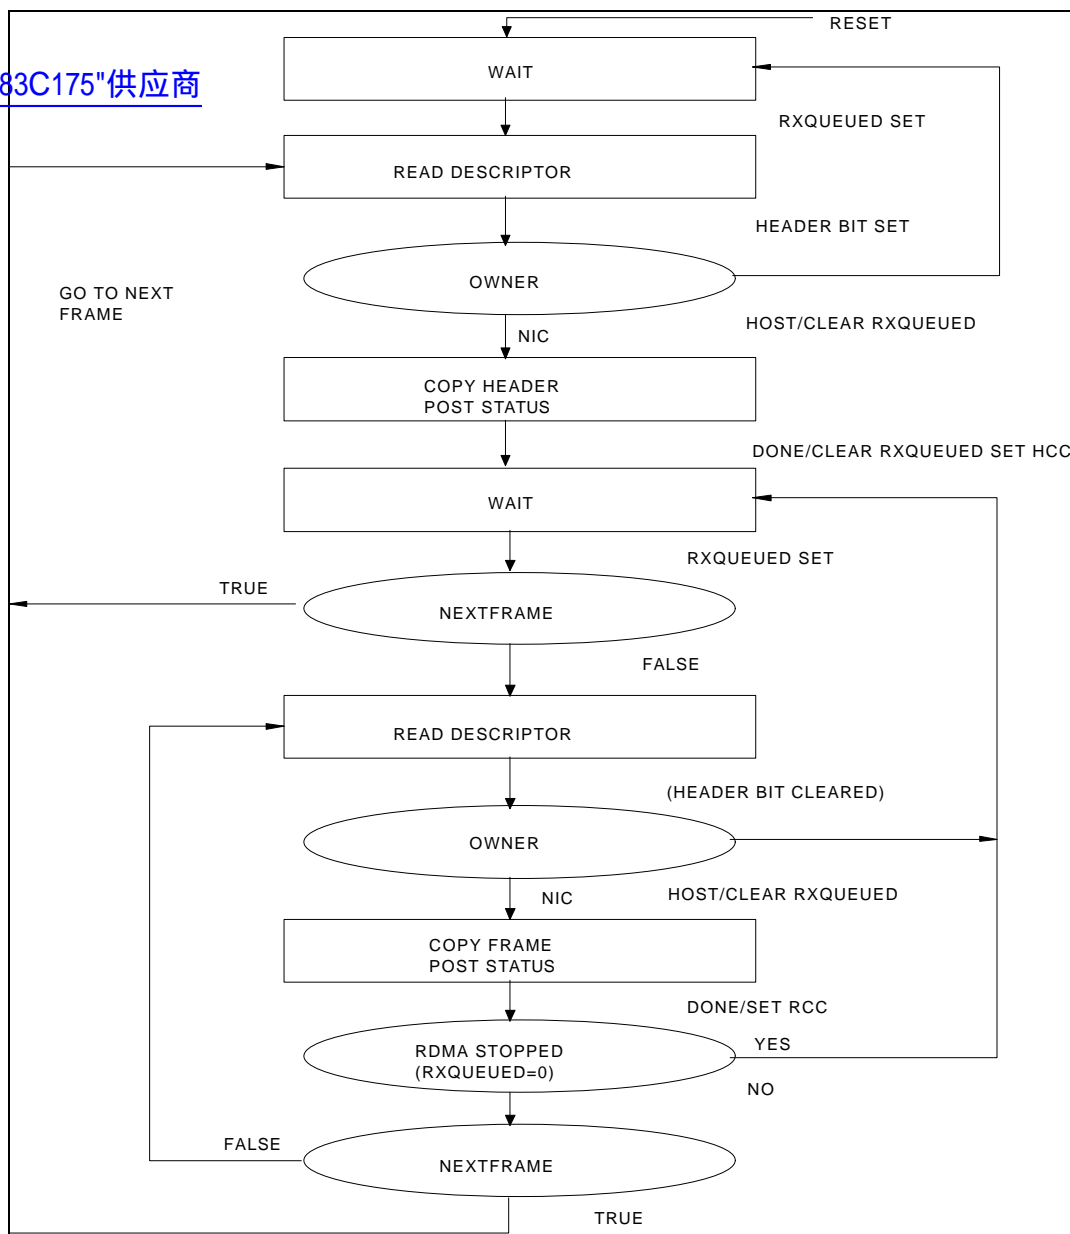 RESET
WAIT
83C175"供应商
RXQUEUED SET
READ DESCRIPTOR
HEADER BIT SET
OWNER
GO TO NEXT
FRAME
HOST/CLEAR RXQUEUED
NIC
COPY HEADER
POST STATUS
DONE/CLEAR RXQUEUED SET HCC
WAIT
RXQUEUED SET
TRUE
NEXTFRAME
FALSE
READ DESCRIPTOR
(HEADER BIT CLEARED)
OWNER
HOST/CLEAR RXQUEUED
NIC
COPY FRAME
POST STATUS
DONE/SET RCC
YES
RDMA STOPPED
(RXQUEUED=0)
NO
FALSE
NEXTFRAME
TRUE